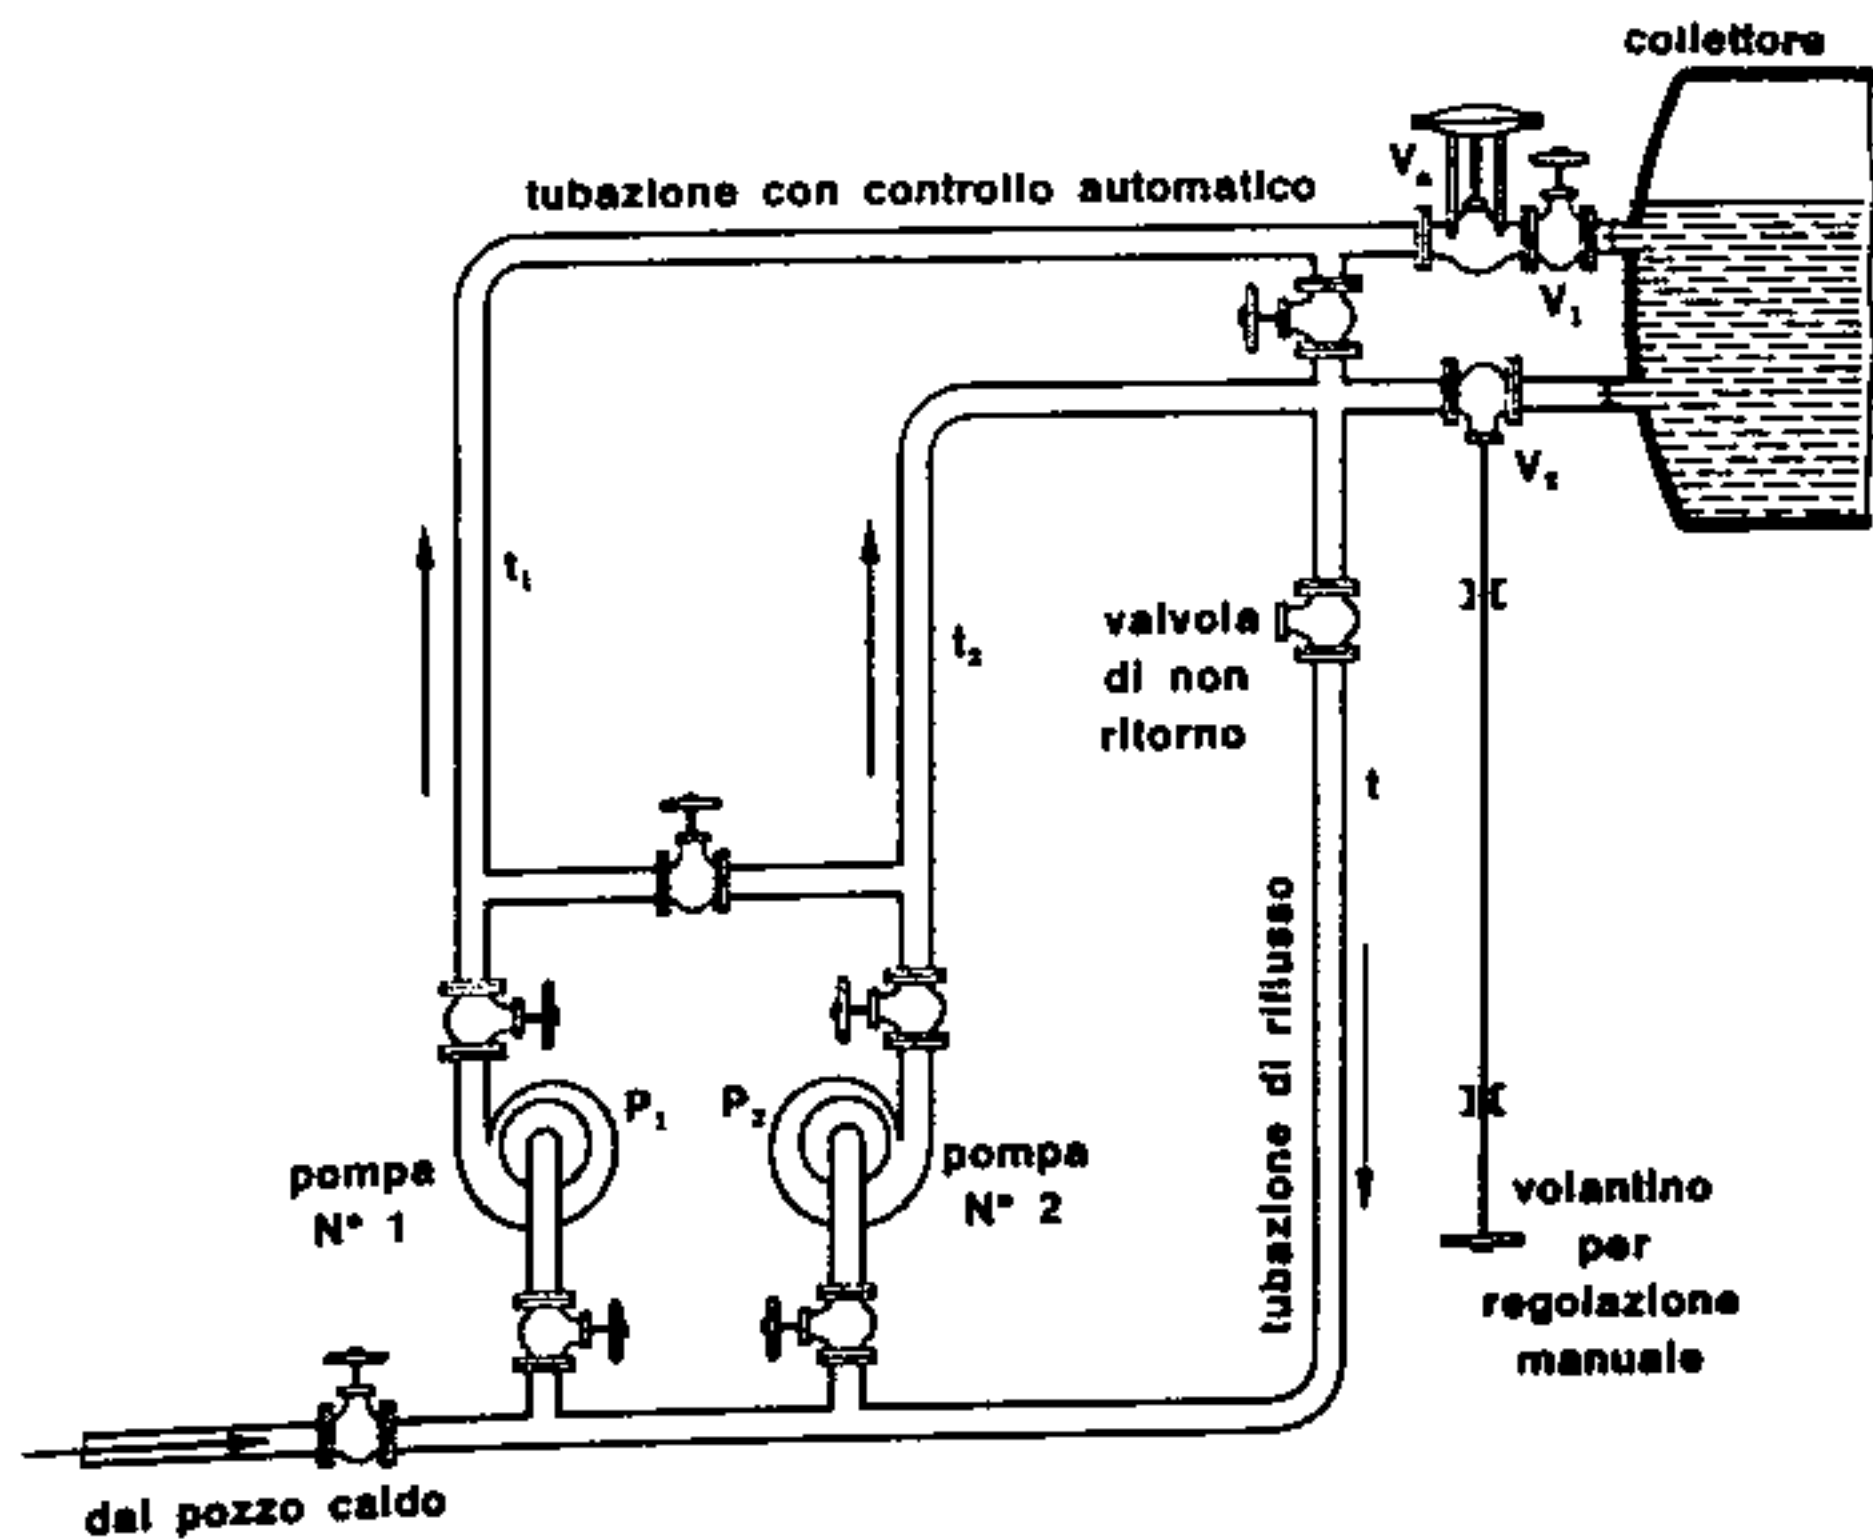 collettore
Va
tubazione con controllo automatico
V1
V2
t1
t2
valvola
di non
ritorno
t
tubazione di riflusso
P1
P2
pompa
N° 1
pompa
N° 2
volantino
per
regolazione
manuale
dal pozzo caldo